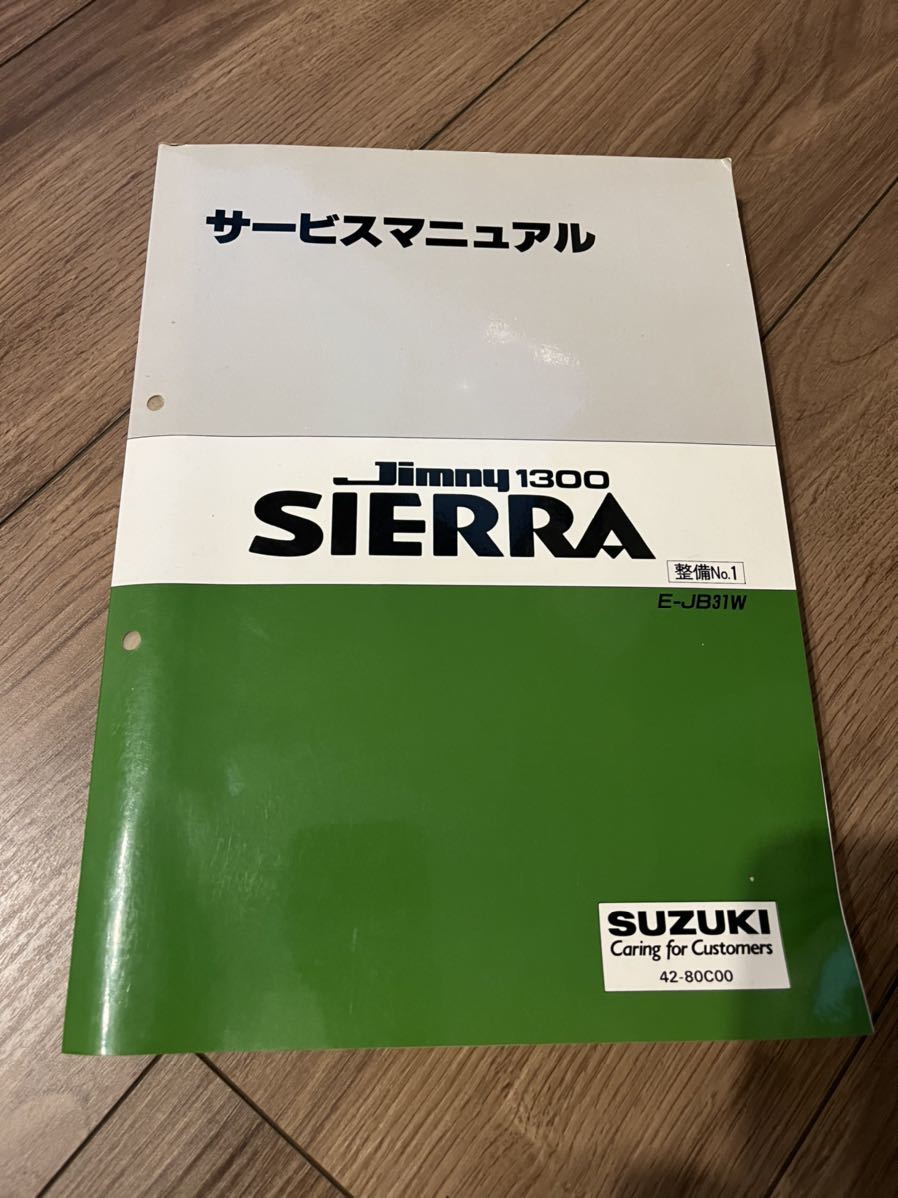 サービスマニュアル
Jimny 1300
SIERRA
整備No.1
E-JB31W
SUZUKI
Caring for Customers
42-80C00